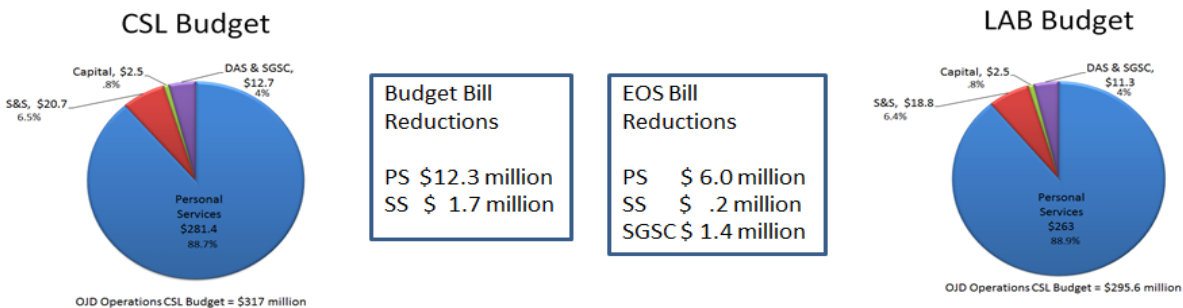 CSL Budget
Capital, $2.5
.8%
DAS & SGSC,
$12.7
4%
S&S, $20.7
6.5%
Personal
Services
$281.4
88.7%
OJD Operations CSL Budget = $317 million
Budget Bill
Reductions
PS $12.3 million
SS $ 1.7 million
EOS Bill
Reductions
PS $ 6.0 million
SS $ .2 million
SGSC $ 1.4 million
LAB Budget
Capital, $2.5
.8%
DAS & SGSC,
$11.3
4%
S&S, $18.8
6.4%
Personal
Services
$263
88.9%
OJD Operations CSL Budget = $295.6 million